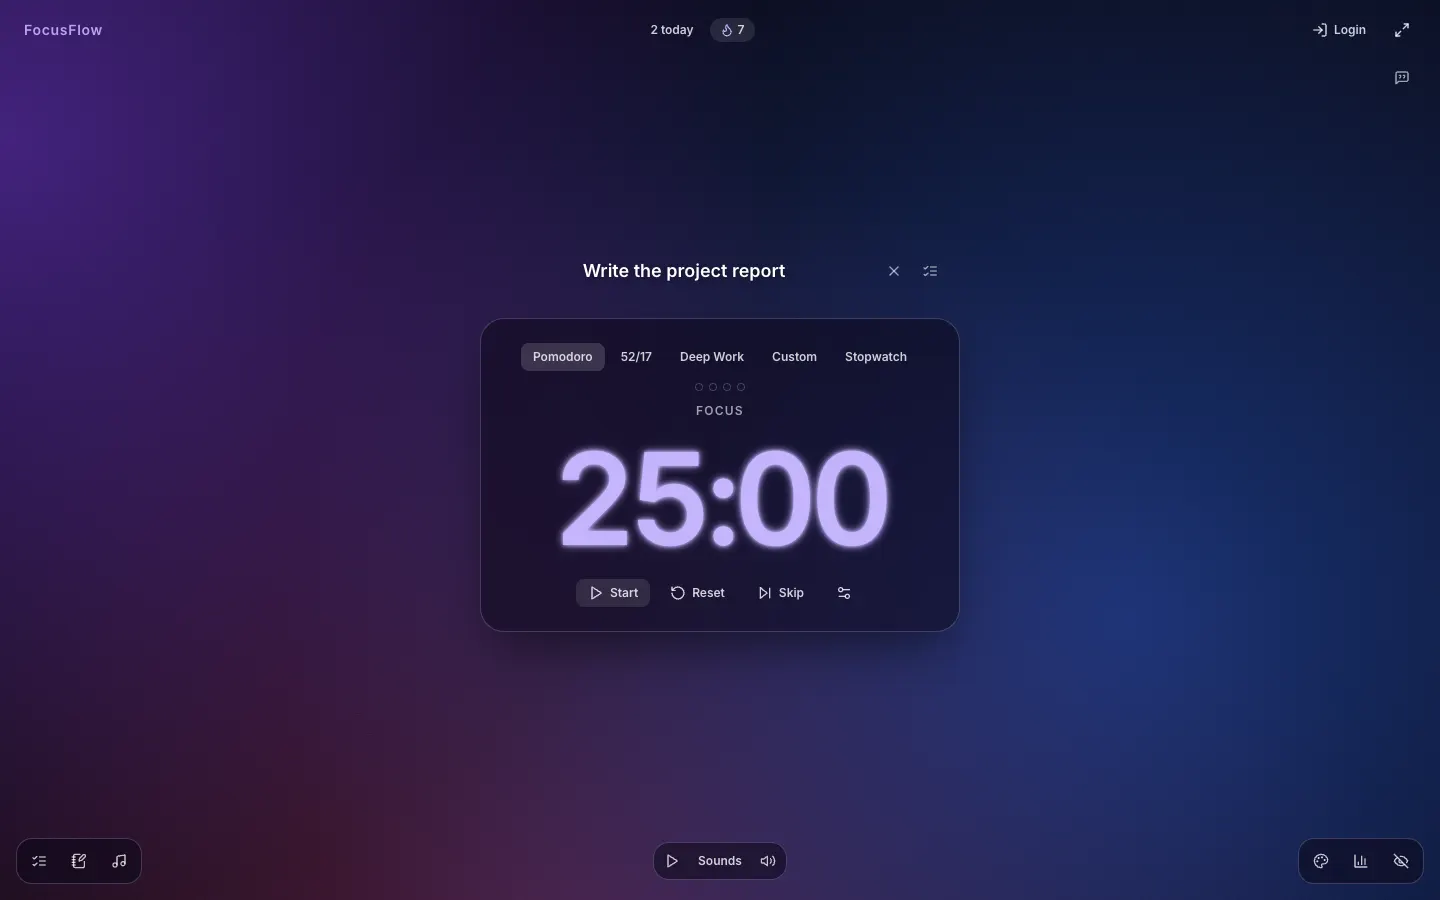 FocusFlow
2 today
7
Login
Write the project report
Pomodoro
52/17
Deep Work
Custom
Stopwatch
FOCUS
25:00
Start
Reset
Skip
Sounds